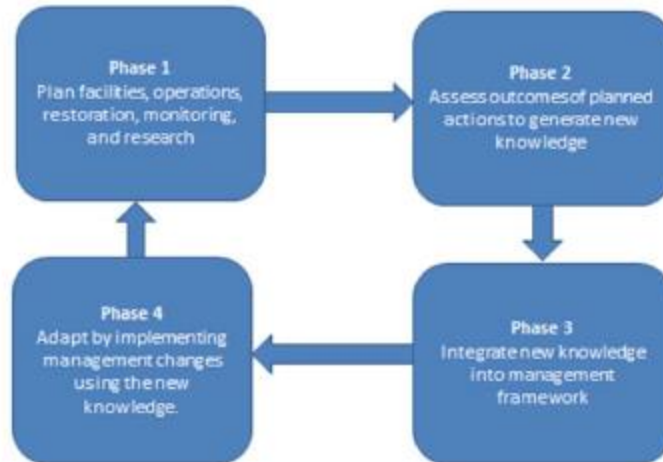 Phase 1
Plan facilities, operations,
restoration, monitoring,
and research
Phase 2
Assess outcomes of planned
actions to generate new
knowledge
Phase 3
Integrate new knowledge
into management
framework
Phase 4
Adapt by implementing
management changes
using the new
knowledge.